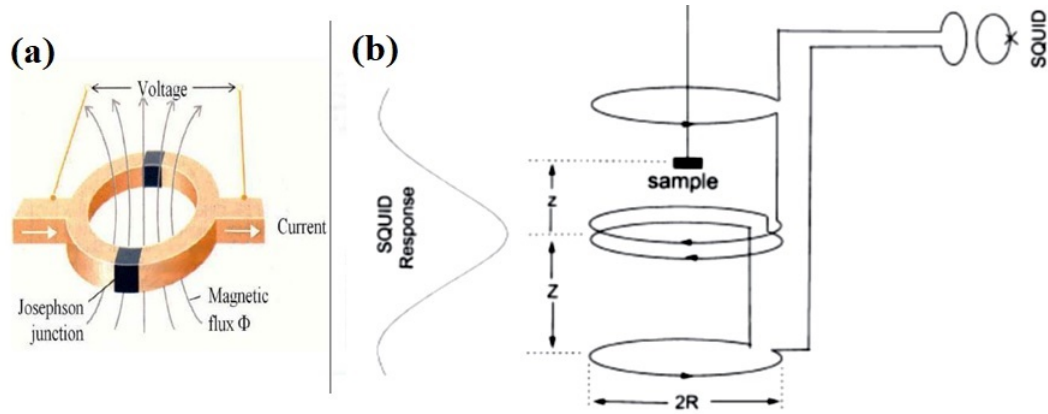 (a)
Voltage
Current
Josephson
junction
Magnetic
flux Φ
(b)
SQUID
Response
sample
z
Z
2R
SQUID